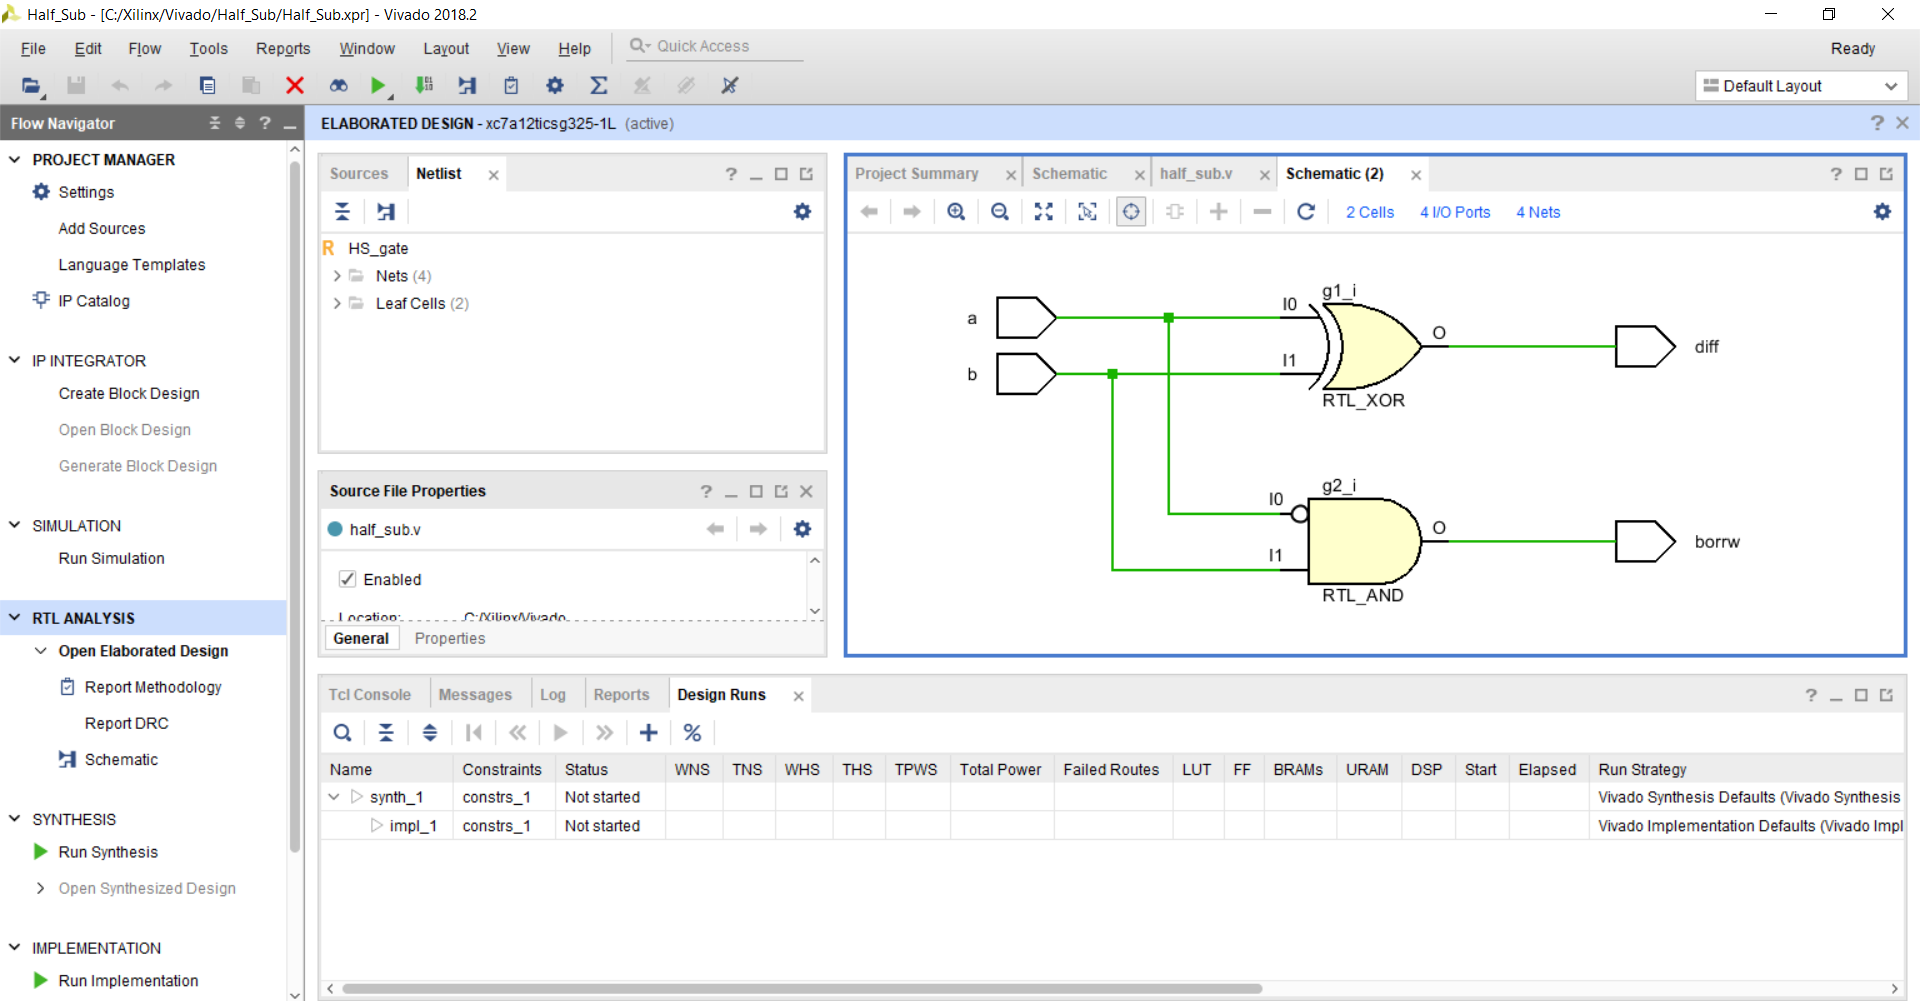 Half_Sub - [C:/Xilinx/Vivado/Half_Sub/Half_Sub.xpr] - Vivado 2018.2
File Edit Flow Tools Reports Window Layout View Help Quick Access Ready
Default Layout
Flow Navigator
PROJECT MANAGER
Settings
Add Sources
Language Templates
IP Catalog
IP INTEGRATOR
Create Block Design
Open Block Design
Generate Block Design
SIMULATION
Run Simulation
RTL ANALYSIS
Open Elaborated Design
Report Methodology
Report DRC
Schematic
SYNTHESIS
Run Synthesis
Open Synthesized Design
IMPLEMENTATION
Run Implementation
ELABORATED DESIGN - xc7a12ticsg325-1L (active)
Sources Netlist
R HS_gate
Nets (4)
Leaf Cells (2)
Source File Properties
half_sub.v
Enabled
Location: C:/Xilinx/Vivado
General Properties
Project Summary Schematic half_sub.v Schematic (2)
2 Cells 4 I/O Ports 4 Nets
g1_i
I0
a
O
diff
I1
b
RTL_XOR
g2_i
I0
O
borrw
I1
RTL_AND
Tcl Console Messages Log Reports Design Runs
Name Constraints Status WNS TNS WHS THS TPWS Total Power Failed Routes LUT FF BRAMs URAM DSP Start Elapsed Run Strategy
synth_1 constrs_1 Not started Vivado Synthesis Defaults (Vivado Synthesis
impl_1 constrs_1 Not started Vivado Implementation Defaults (Vivado Impl